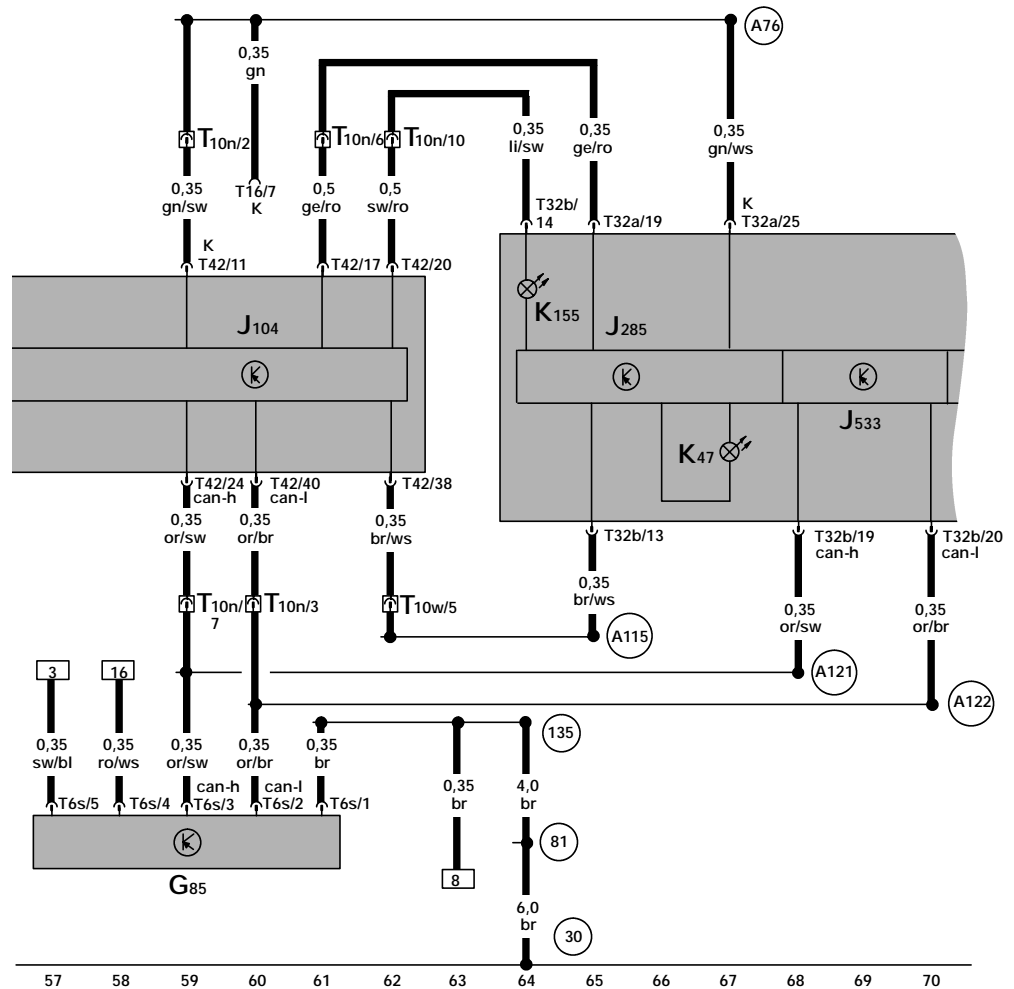 A76
0,35
gn
T10n/2
T10n/6
T10n/10
0,35
li/sw
0,35
ge/ro
0,35
gn/ws
0,35
gn/sw
T16/7
K
0,5
ge/ro
0,5
sw/ro
T32b/
14
T32a/19
K
T32a/25
K
T42/11
T42/17
T42/20
K155
J104
J285
J533
K47
T42/24
can-h
T42/40
can-l
T42/38
T32b/13
T32b/19
can-h
T32b/20
can-l
0,35
or/sw
0,35
or/br
0,35
br/ws
0,35
br/ws
0,35
or/sw
0,35
or/br
T10n/
7
T10n/3
T10w/5
A115
A121
A122
3
16
135
0,35
sw/bl
0,35
ro/ws
0,35
or/sw
0,35
or/br
0,35
br
0,35
br
4,0
br
can-h
can-l
T6s/5
T6s/4
T6s/3
T6s/2
T6s/1
81
8
G85
6,0
br
30
57 58 59 60 61 62 63 64 65 66 67 68 69 70